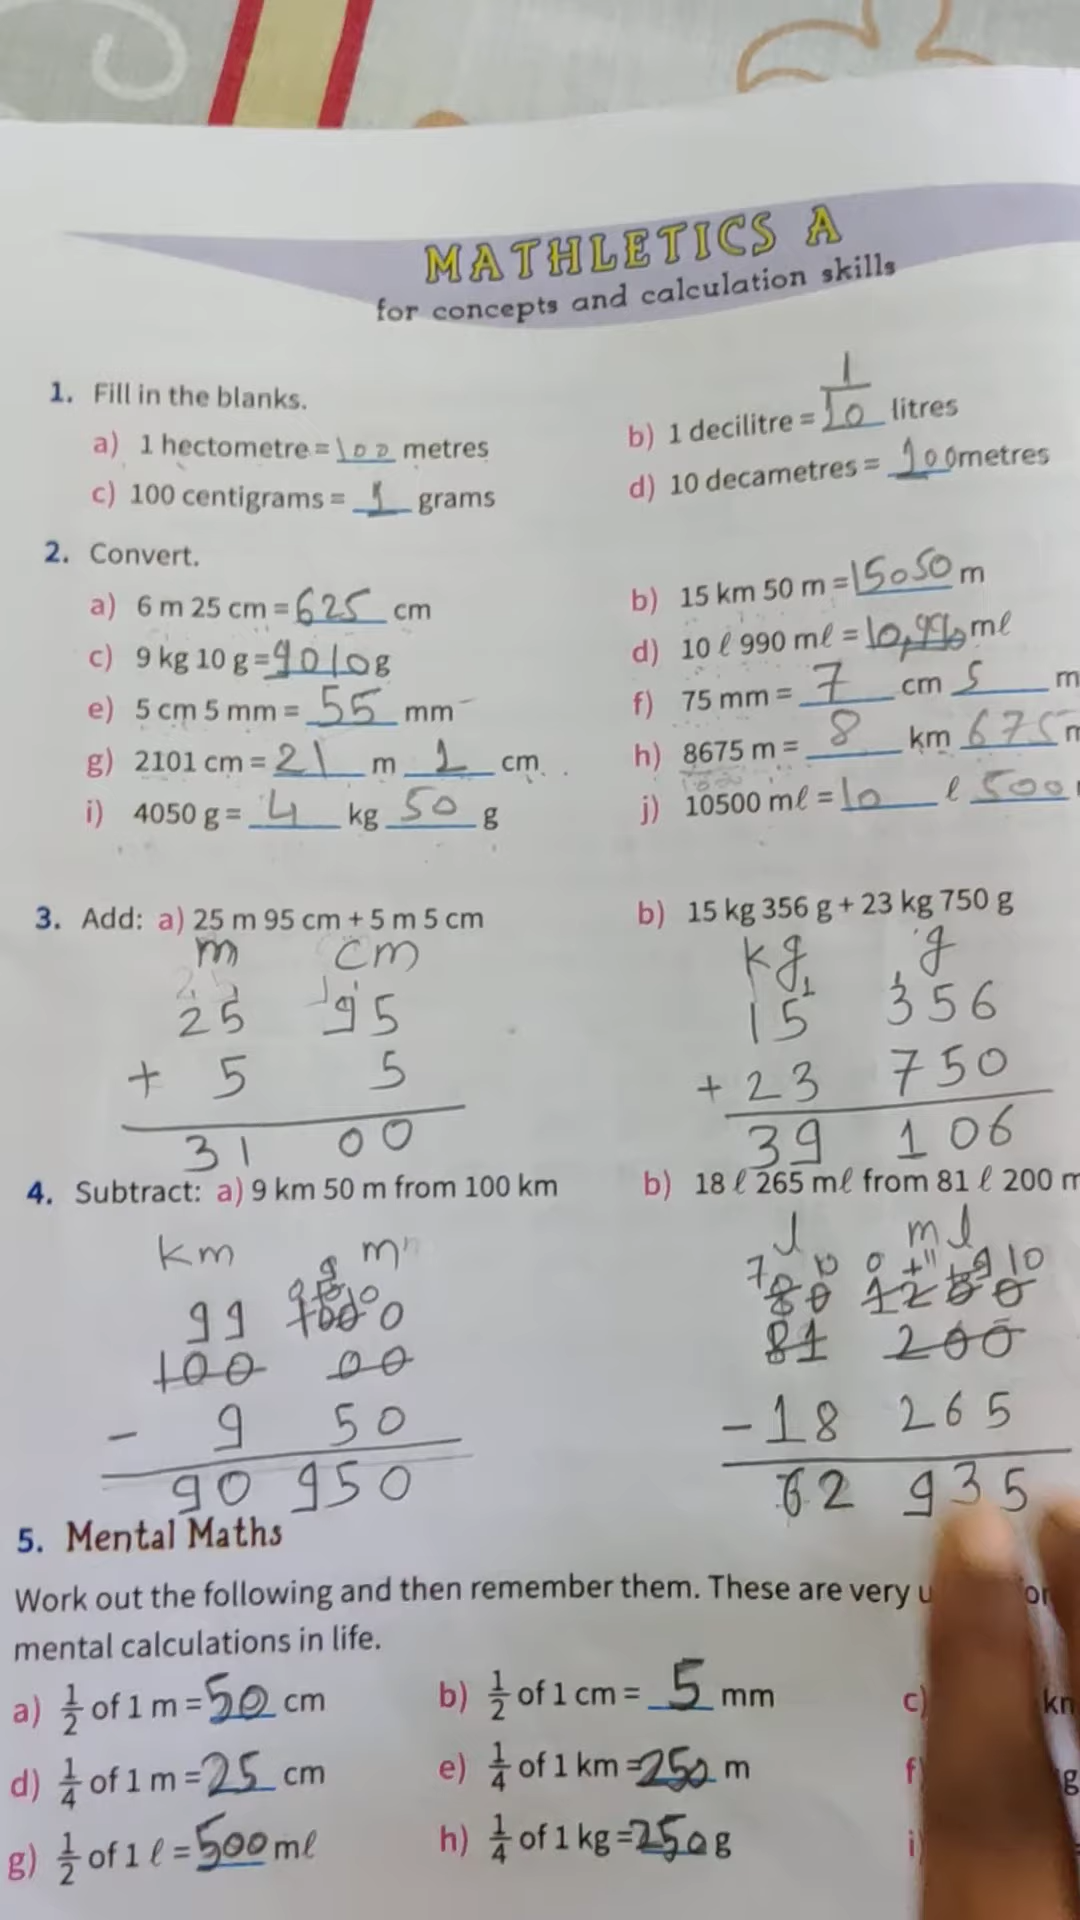 MATHLETICS A
for concepts and calculation skills
1. Fill in the blanks.
a) 1 hectometre = 100 metres
b) 1 decilitre = 1/10 litres
c) 100 centigrams = 1 grams
d) 10 decametres = 100 metres
2. Convert.
a) 6 m 25 cm = 625 cm
b) 15 km 50 m = 15050 m
c) 9 kg 10 g = 9010 g
d) 10 ℓ 990 mℓ = 10,990 mℓ
e) 5 cm 5 mm = 55 mm
f) 75 mm = 7 cm 5 m
g) 2101 cm = 21 m 1 cm
h) 8675 m = 8 km 675
i) 4050 g = 4 kg 50 g
j) 10500 mℓ = 10 ℓ 500
3. Add: a) 25 m 95 cm + 5 m 5 cm
b) 15 kg 356 g + 23 kg 750 g
m cm
25 95
+ 5 5
31 00
kg g
15 356
+ 23 750
39 106
4. Subtract: a) 9 km 50 m from 100 km
b) 18 ℓ 265 mℓ from 81 ℓ 200 m
km m
99 1000
100 00
- 9 50
90 950
l ml
80 1200
81 200
- 18 265
62 935
5. Mental Maths
Work out the following and then remember them. These are very
mental calculations in life.
a) 1/2 of 1 m = 50 cm
b) 1/2 of 1 cm = 5 mm
c)
d) 1/4 of 1 m = 25 cm
e) 1/4 of 1 km = 250 m
f)
g
g) 1/2 of 1 ℓ = 500 mℓ
h) 1/4 of 1 kg = 250 g
i)